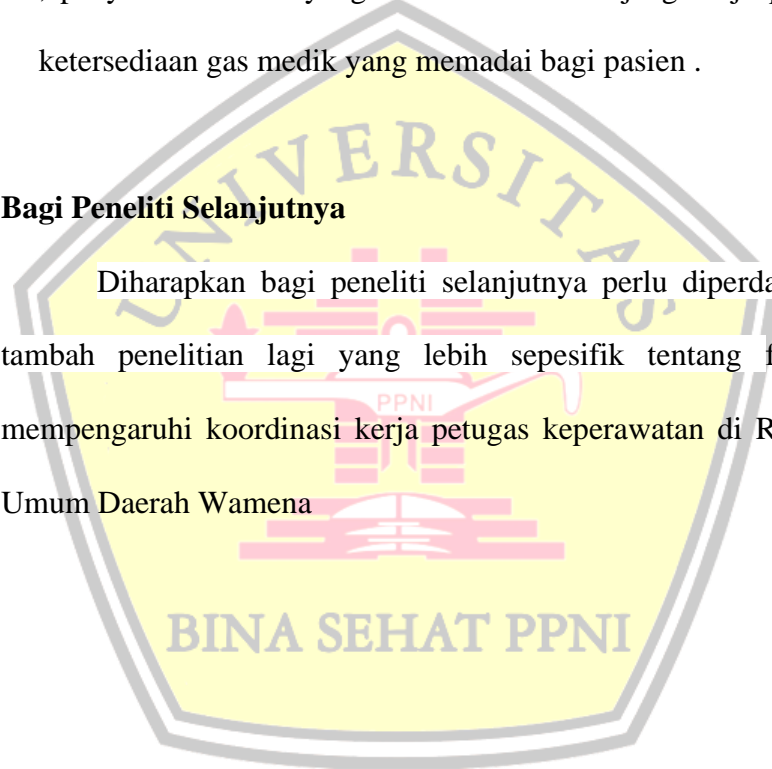 ketersediaan gas medik yang memadai bagi pasien .
Bagi Peneliti Selanjutnya
Diharapkan bagi peneliti selanjutnya perlu
tambah penelitian lagi yang lebih sepesifik tentang
mempengaruhi koordinasi kerja petugas keperawatan di
Umum Daerah Wamena
UNIVERSITAS
PPNI
BINA SEHAT PPNI